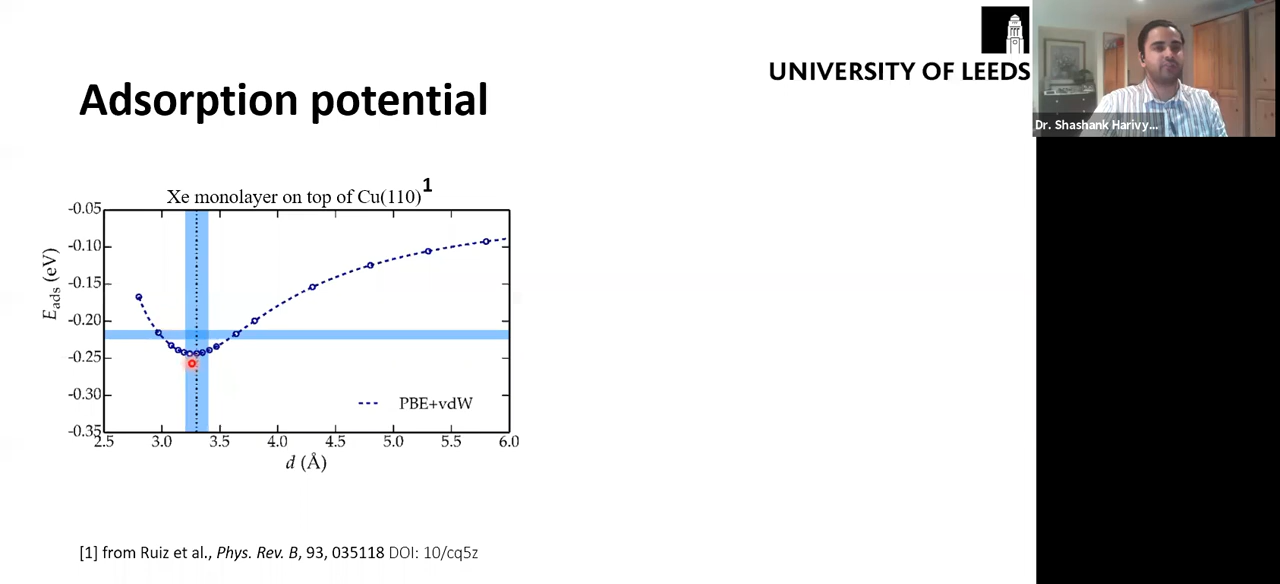 UNIVERSITY OF LEEDS
Dr. Shashank Harivy...
Adsorption potential
Xe monolayer on top of Cu(110)1
-0.05
-0.10
-0.15
-0.20
-0.25
-0.30
-0.35
Eads (eV)
PBE+vdW
2.5 3.0 3.5 4.0 4.5 5.0 5.5 6.0
d (Å)
[1] from Ruiz et al., Phys. Rev. B, 93, 035118 DOI: 10/cq5z